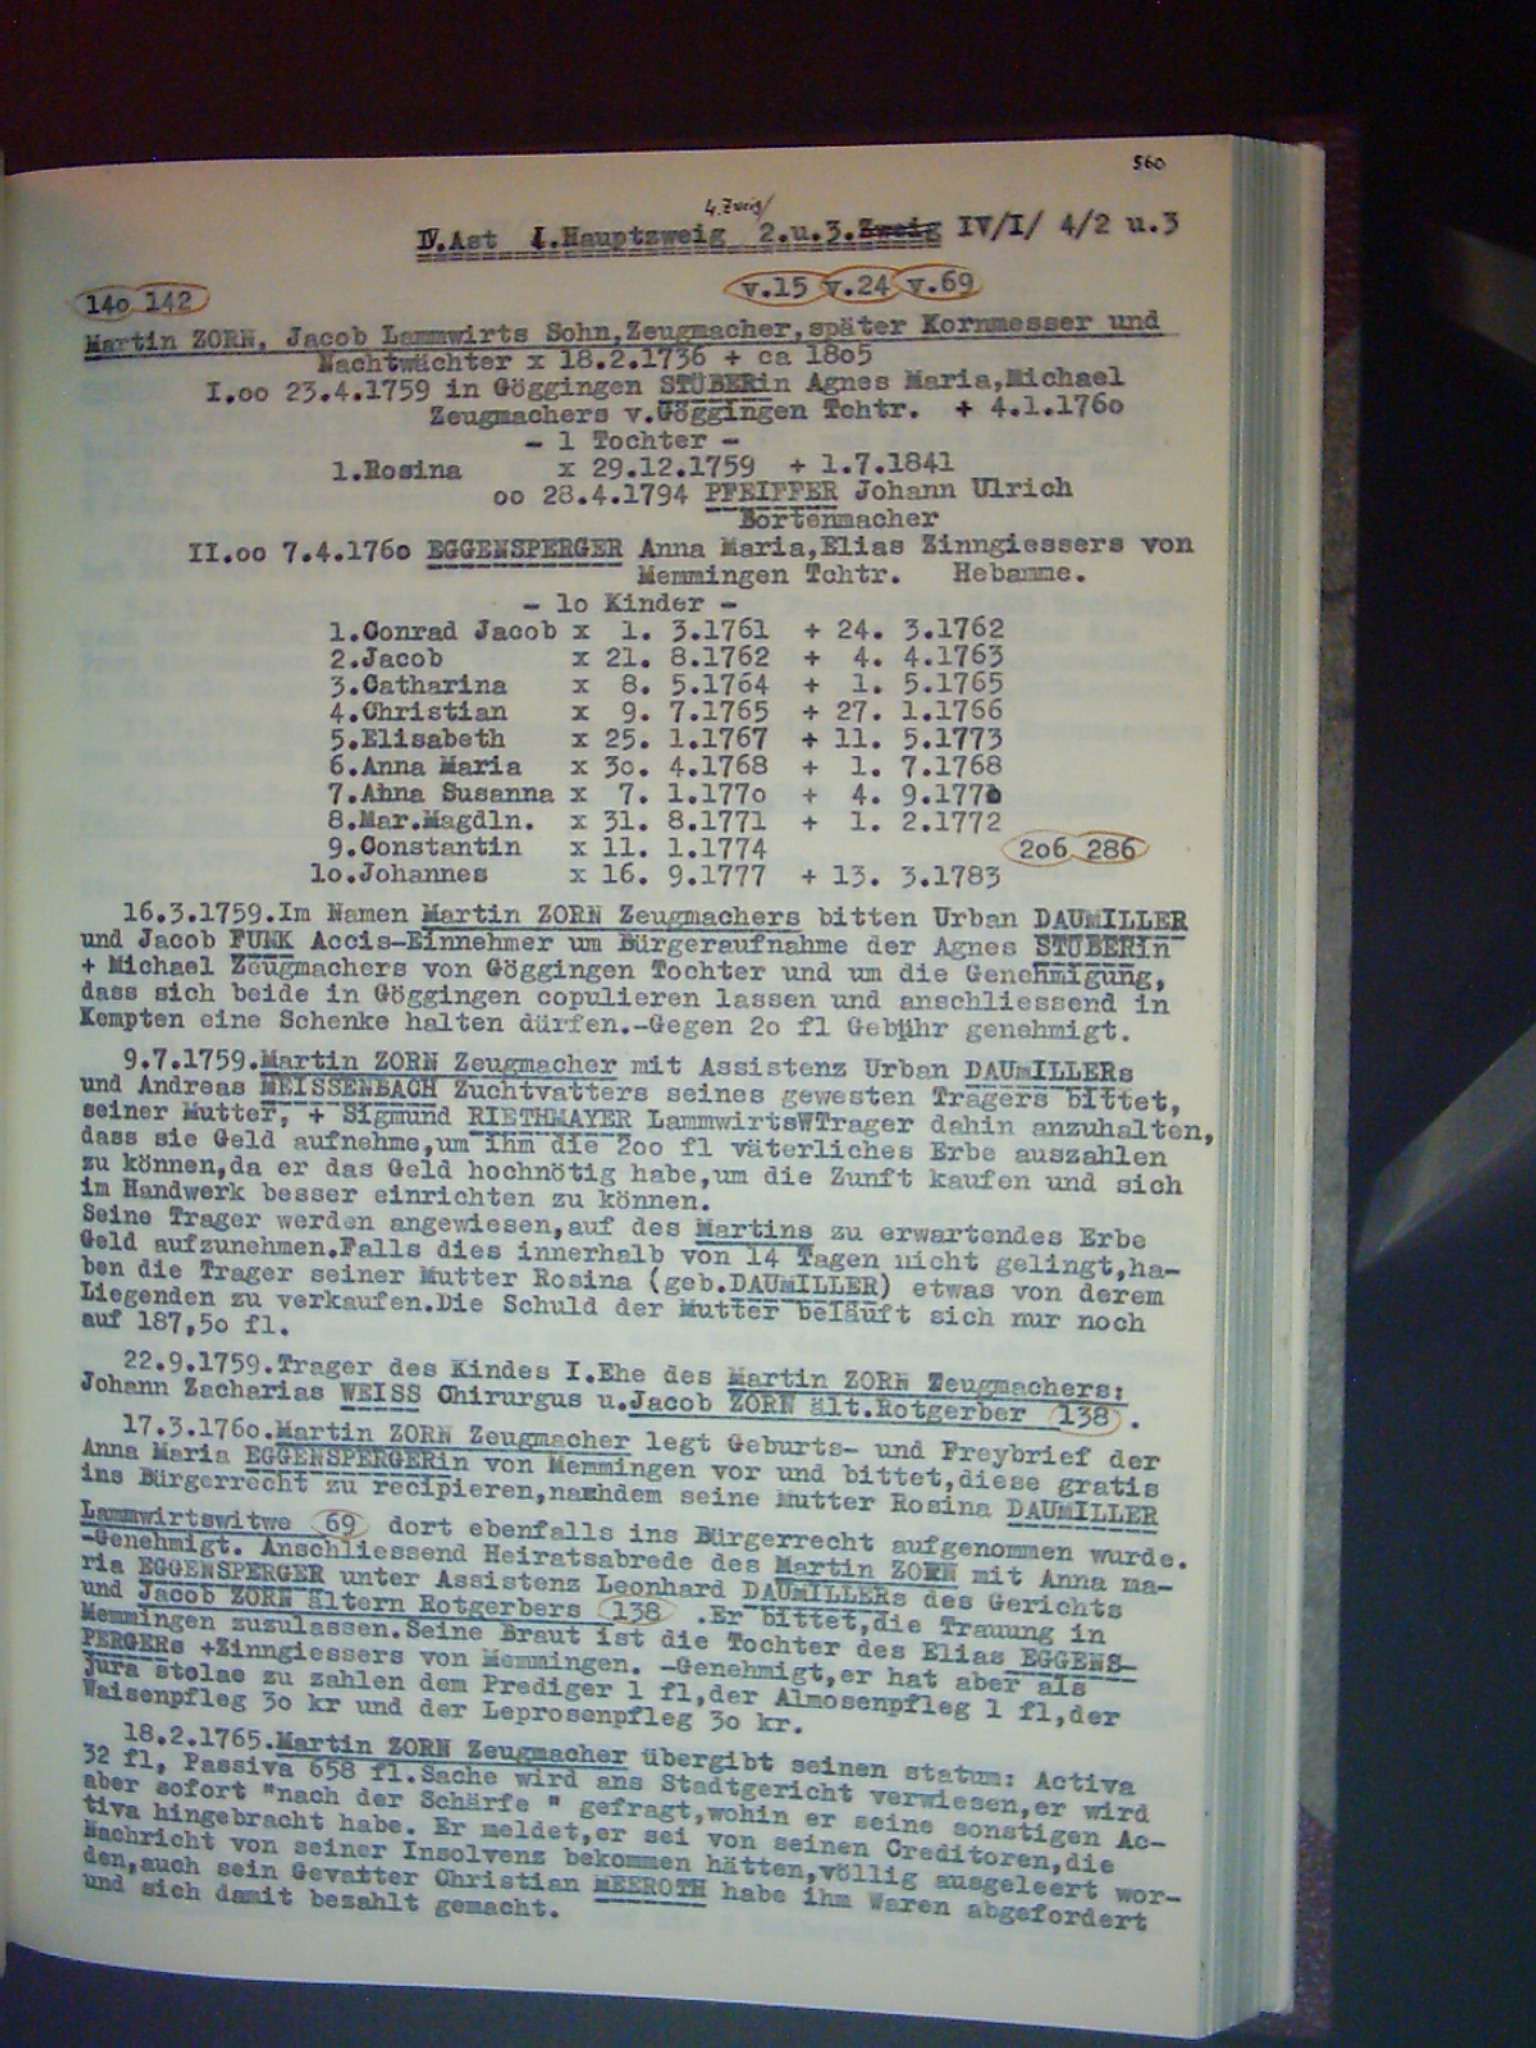 560
4.Zweig/
IV.Ast I.Hauptzweig 2.u.3.Zweig IV/I/ 4/2 u.3
14o 142 v.15 v.24 v.69
Martin ZORN, Jacob Lammwirts Sohn,Zeugmacher,später Kornmesser und
Nachtwächter x 18.2.1736 + ca 18o5
I.oo 23.4.1759 in Göggingen STÜBERin Agnes Maria,Michael
Zeugmachers v.Göggingen Tchtr. + 4.1.176o
- 1 Tochter -
1.Rosina x 29.12.1759 + 1.7.1841
oo 28.4.1794 PFEIFFER Johann Ulrich
Bortenmacher
II.oo 7.4.176o EGGENSPERGER Anna Maria,Elias Zinngiessers von
Memmingen Tchtr. Hebamme.
- 1o Kinder -
1.Conrad Jacob x 1. 3.1761 + 24. 3.1762
2.Jacob x 21. 8.1762 + 4. 4.1763
3.Catharina x 8. 5.1764 + 1. 5.1765
4.Christian x 9. 7.1765 + 27. 1.1766
5.Elisabeth x 25. 1.1767 + 11. 5.1773
6.Anna Maria x 3o. 4.1768 + 1. 7.1768
7.Anna Susanna x 7. 1.177o + 4. 9.177
8.Mar.Magdln. x 31. 8.1771 + 1. 2.1772
9.Constantin x 11. 1.1774 2o6 286
1o.Johannes x 16. 9.1777 + 13. 3.1783
16.3.1759.Im Namen Martin ZORN Zeugmachers bitten Urban DAUmILLER
und Jacob FUNK Accis-Einnehmer um Bürgeraufnahme der Agnes STÜBERin
+ Michael Zeugmachers von Göggingen Tochter und um die Genehmigung,
dass sich beide in Göggingen copulieren lassen und anschliessend in
Kempten eine Schenke halten dürfen.-Gegen 2o fl Gebühr genehmigt.
9.7.1759.Martin ZORN Zeugmacher mit Assistenz Urban DAUmILLERs
und Andreas MEISSENBACH Zuchtvatters seines gewesten Tragers bittet,
seiner Mutter, + Sigmund RIETHMAYER LammwirtsWTrager dahin anzuhalten,
dass sie Geld aufnehme,um ihm die 2oo fl väterliches Erbe auszahlen
zu können,da er das Geld hochnötig habe,um die Zunft kaufen und sich
im Handwerk besser einrichten zu können.
Seine Trager werden angewiesen,auf des Martins zu erwartendes Erbe
Geld aufzunehmen.Falls dies innerhalb von 14 Tagen nicht gelingt,ha-
ben die Trager seiner Mutter Rosina (geb.DAUmILLER) etwas von derem
Liegenden zu verkaufen.Die Schuld der Mutter beläuft sich nur noch
auf 187,5o fl.
22.9.1759.Trager des Kindes I.Ehe des Martin ZORN Zeugmachers:
Johann Zacharias WEISS Chirurgus u.Jacob ZORN ält.Rotgerber 138 .
17.3.176o.Martin ZORN Zeugmacher legt Geburts- und Freybrief der
Anna Maria EGGENSPERGERin von Memmingen vor und bittet,diese gratis
ins Bürgerrecht zu recipieren,nachdem seine Mutter Rosina DAUmILLER
Lammwirtswitwe 69 dort ebenfalls ins Bürgerrecht aufgenommen wurde.
-Genehmigt. Anschliessend Heiratsabrede des Martin ZORN mit Anna ma-
ria EGGENSPERGER unter Assistenz Leonhard DAUmILLERs des Gerichts
und Jacob ZORN ältern Rotgerbers 138 .Er bittet,die Trauung in
Memmingen zuzulassen.Seine Braut ist die Tochter des Elias EGGENS-
PERGERs +Zinngiessers von Memmingen. -Genehmigt,er hat aber als
jura stolae zu zahlen dem Prediger 1 fl,der Almosenpfleg 1 fl,der
Waisenpfleg 3o kr und der Leprosenpfleg 3o kr.
18.2.1765.Martin ZORN Zeugmacher übergibt seinen statum: Activa
32 fl, Passiva 658 fl.Sache wird ans Stadtgericht verwiesen,er wird
aber sofort "nach der Schärfe " gefragt,wohin er seine sonstigen Ac-
tiva hingebracht habe. Er meldet,er sei von seinen Creditoren,die
Nachricht von seiner Insolvenz bekommen hätten,völlig ausgeleert wor-
den,auch sein Gevatter Christian MEEROTH habe ihm Waren abgefordert
und sich damit bezahlt gemacht.